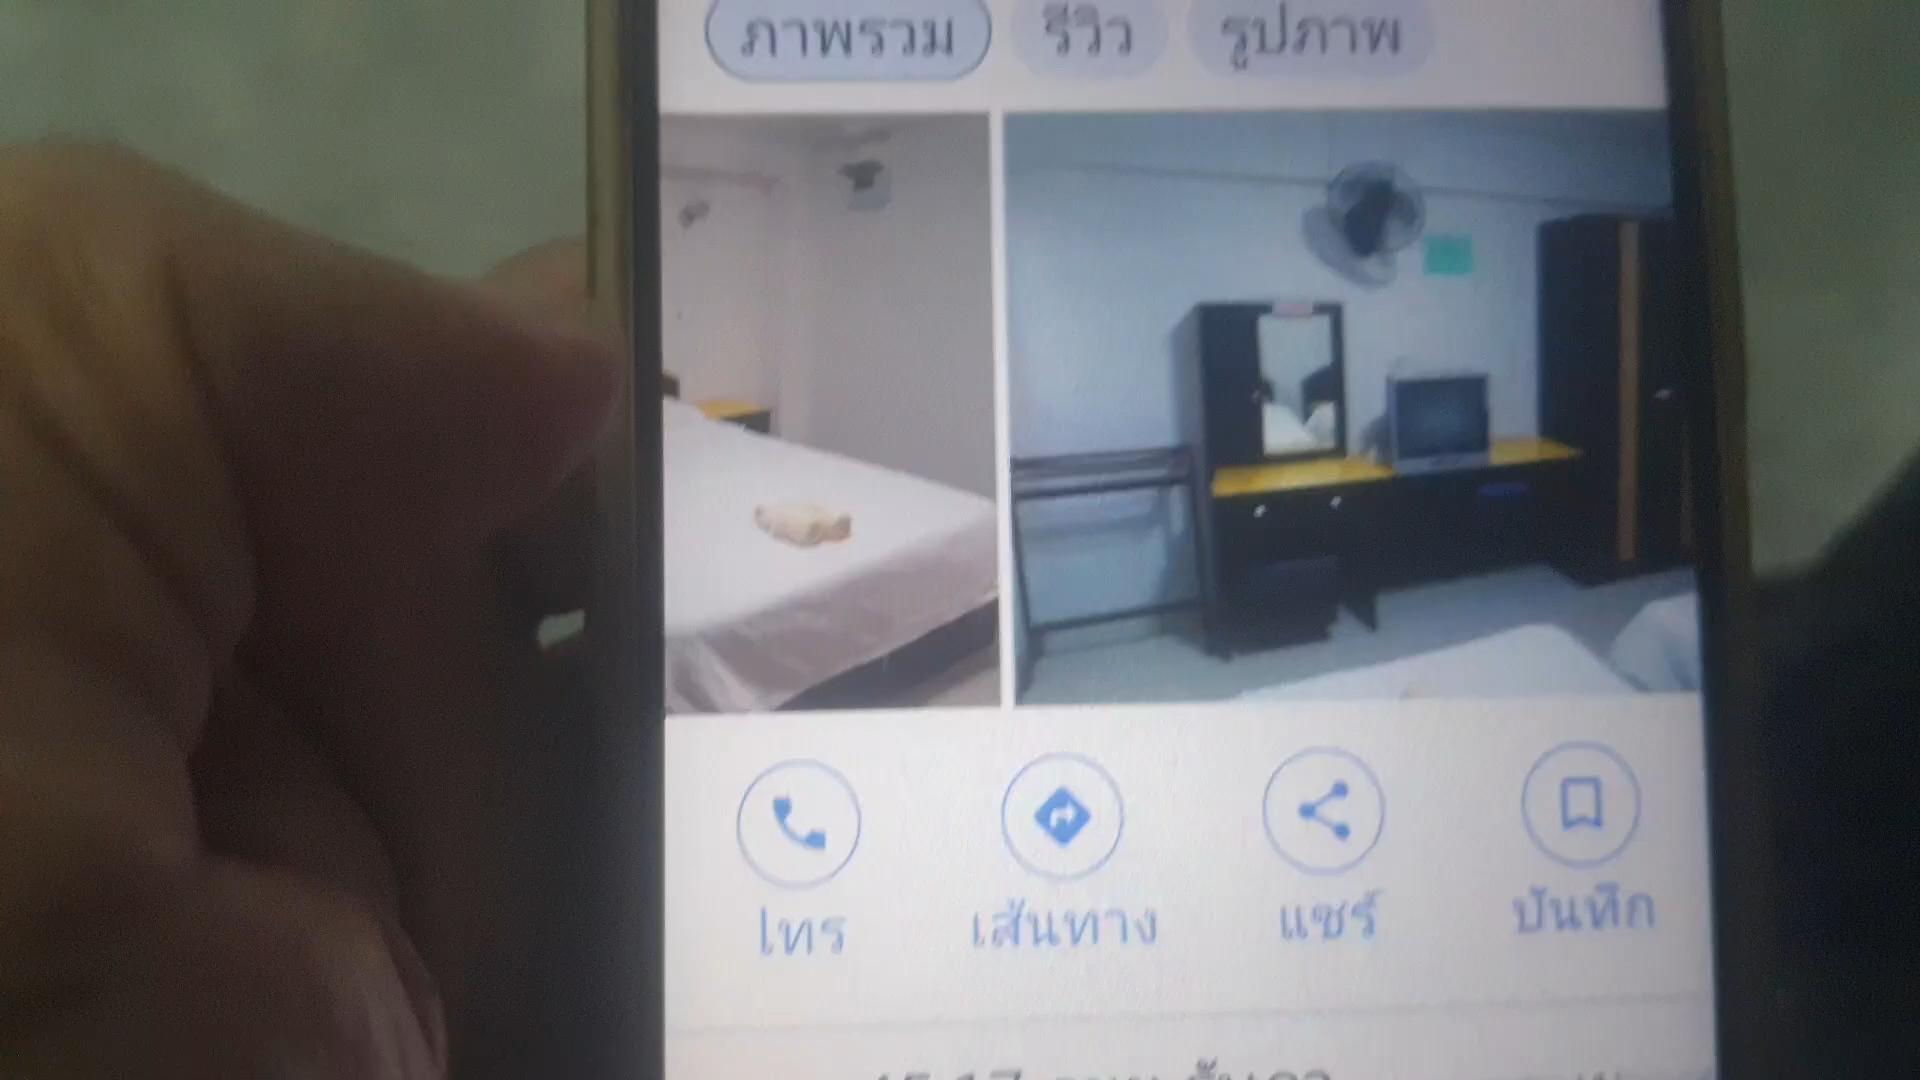 ภาพรวม รีวิว รูปภาพ
โทร เส้นทาง แชร์ บันทึก